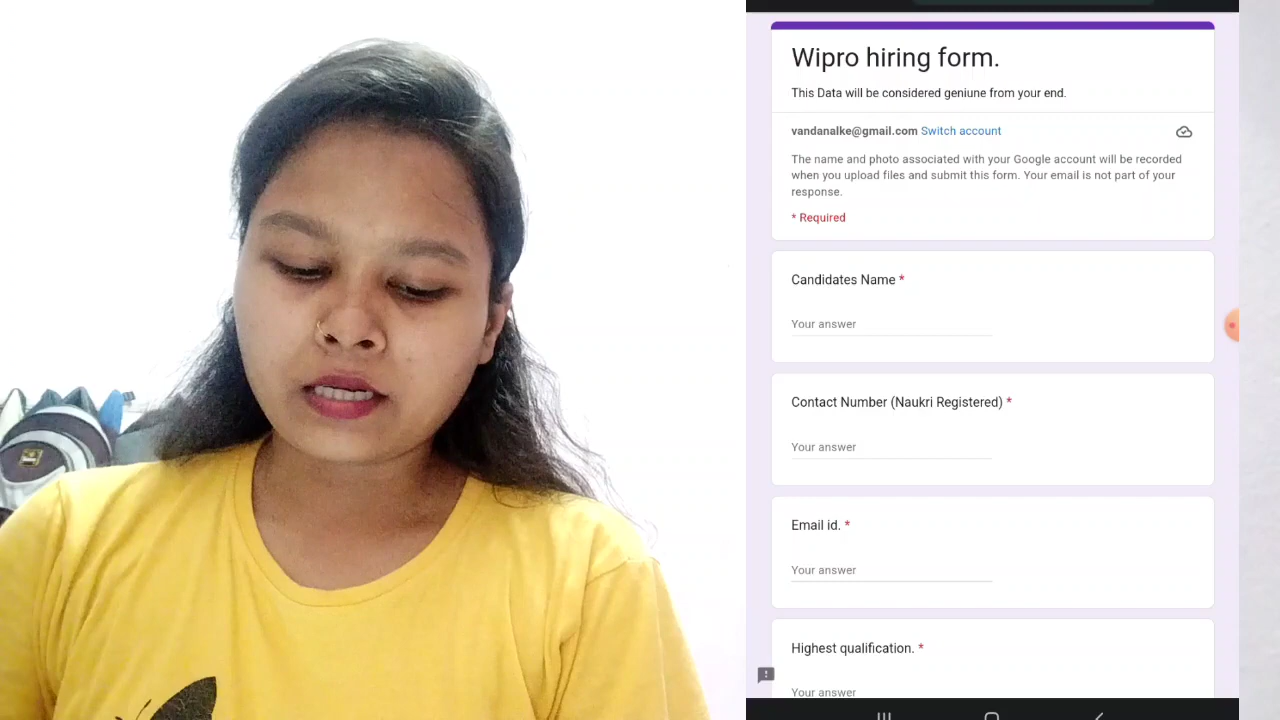 Wipro hiring form.
This Data will be considered geniune from your end.
vandanalke@gmail.com Switch account
The name and photo associated with your Google account will be recorded
when you upload files and submit this form. Your email is not part of your
response.
* Required
Candidates Name *
Your answer
Contact Number (Naukri Registered) *
Your answer
Email id. *
Your answer
Highest qualification. *
Your answer